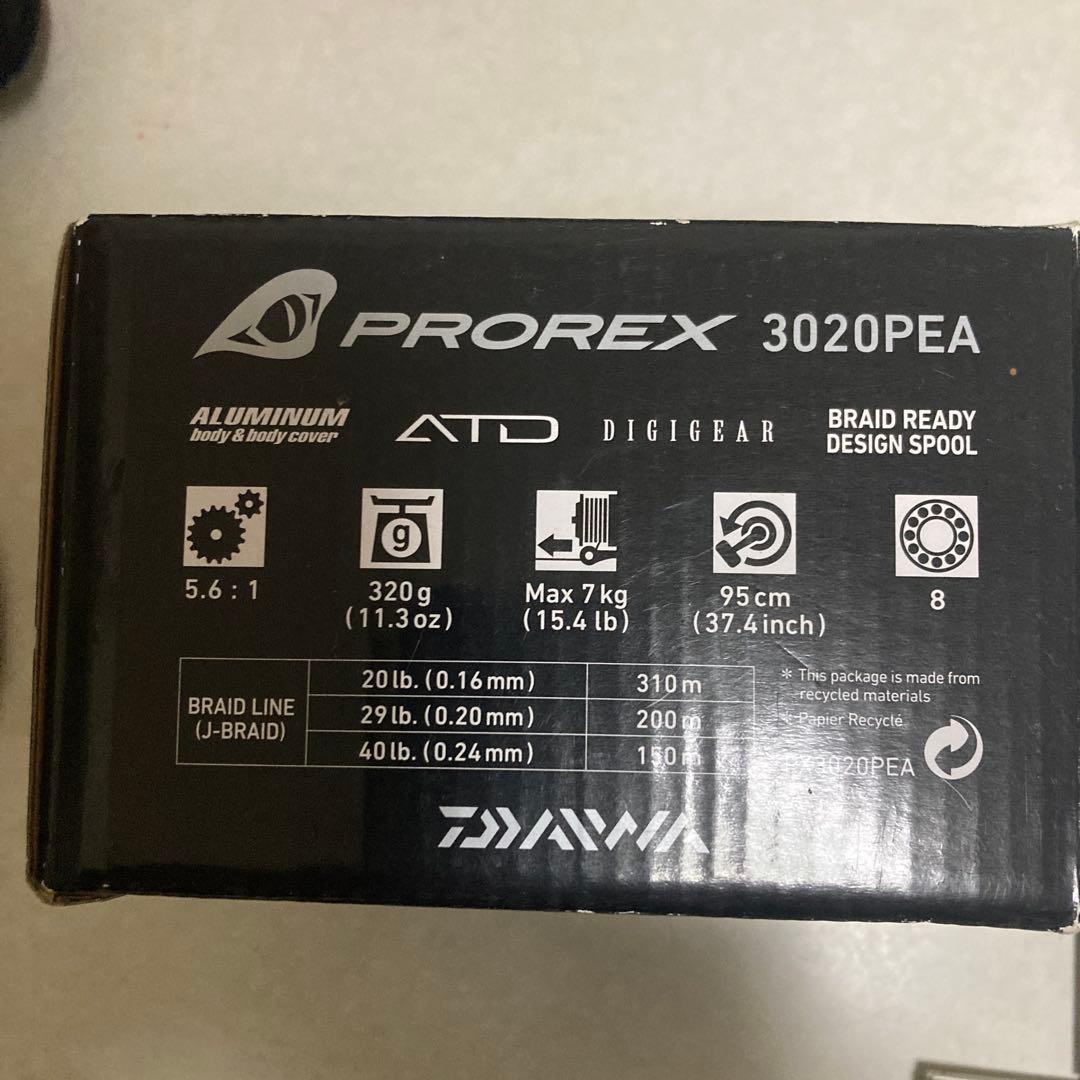 PROREX 3020PEA
ALUMINUM
body & body cover
ATD
DIGIGEAR
BRAID READY
DESIGN SPOOL
g
5.6 : 1
320g
(11.3oz)
Max 7kg
(15.4 lb)
95cm
(37.4inch)
8
BRAID LINE
(J-BRAID)
20lb. (0.16mm) 310m
29lb. (0.20mm) 200m
40lb. (0.24mm) 150m
* This package is made from
recycled materials
* Papier Recyclé
PX3020PEA
DAIWA